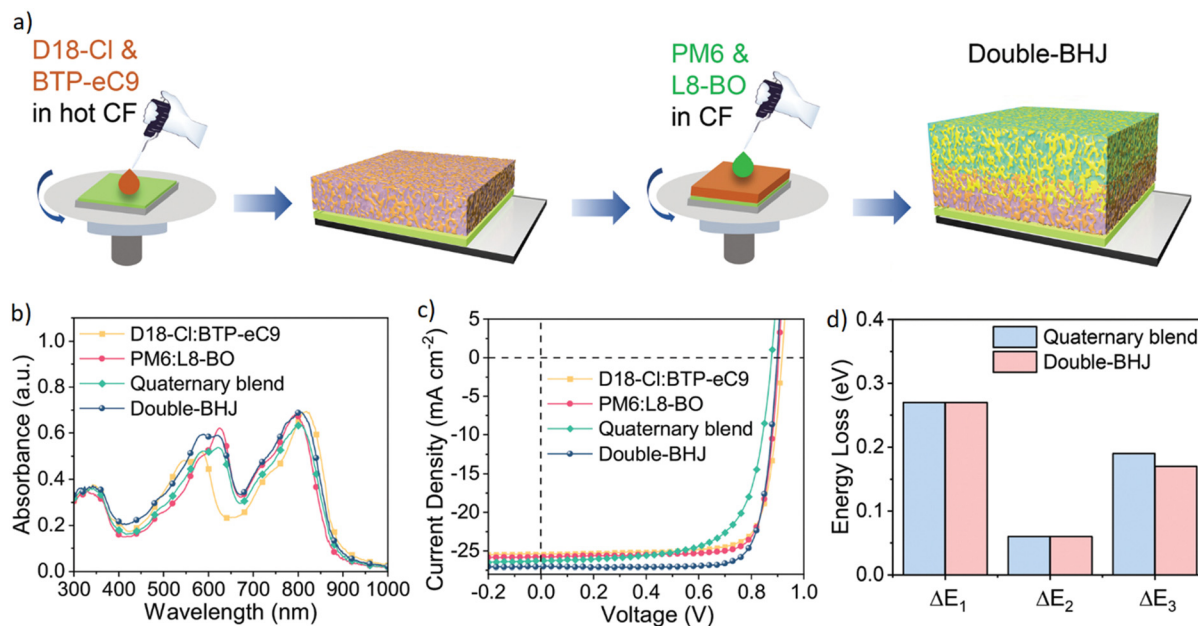 a)
D18-Cl &
BTP-eC9
in hot CF
PM6 &
L8-BO
in CF
Double-BHJ
b)
D18-Cl:BTP-eC9
PM6:L8-BO
Quaternary blend
Double-BHJ
Absorbance (a.u.)
1.0
0.8
0.6
0.4
0.2
0.0
300 400 500 600 700 800 900 1000
Wavelength (nm)
c)
D18-Cl:BTP-eC9
PM6:L8-BO
Quaternary blend
Double-BHJ
Current Density (mA cm-2)
5
0
-5
-10
-15
-20
-25
-0.2 0.0 0.2 0.4 0.6 0.8 1.0
Voltage (V)
d)
Quaternary blend
Double-BHJ
Energy Loss (eV)
0.4
0.3
0.2
0.1
0.0
ΔE1 ΔE2 ΔE3